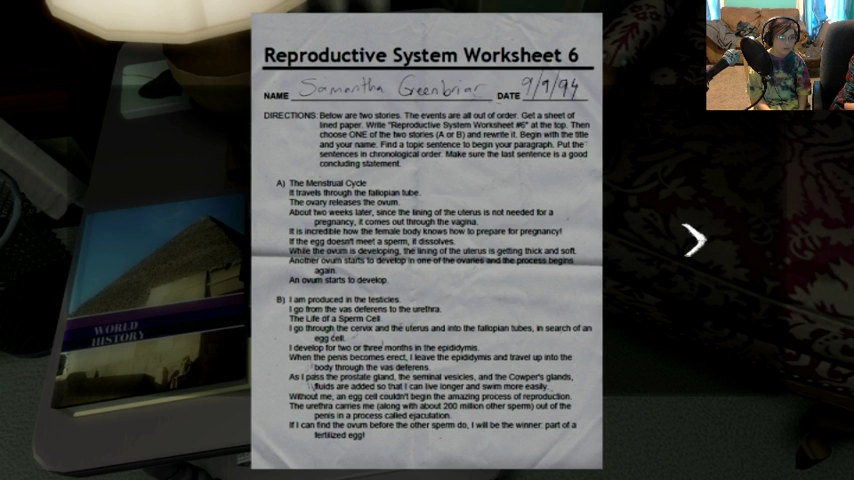 Reproductive System Worksheet 6
NAME Samantha Greenbriar DATE 9/9/94
DIRECTIONS: Below are two stories. The events are all out of order. Get a sheet of
lined paper. Write "Reproductive System Worksheet #6" at the top. Then
choose ONE of the two stories (A or B) and rewrite it. Begin with the title
and your name. Find a topic sentence to begin your paragraph. Put the
sentences in chronological order. Make sure the last sentence is a good
concluding statement.
A) The Menstrual Cycle
It travels through the fallopian tube.
The ovary releases the ovum.
About two weeks later, since the lining of the uterus is not needed for a
pregnancy, it comes out through the vagina.
It is incredible how the female body knows how to prepare for pregnancy!
If the egg doesn't meet a sperm, it dissolves.
While the ovum is developing, the lining of the uterus is getting thick and soft.
Another ovum starts to develop in one of the ovaries and the process begins
again.
An ovum starts to develop.
B) I am produced in the testicles.
I go from the vas deferens to the urethra.
The Life of a Sperm Cell
I go through the cervix and the uterus and into the fallopian tubes, in search of an
egg cell.
I develop for two or three months in the epididymis.
When the penis becomes erect, I leave the epididymis and travel up into the
body through the vas deferens.
As I pass the prostate gland, the seminal vesicles, and the Cowper's glands,
fluids are added so that I can live longer and swim more easily.
Without me, an egg cell couldn't begin the amazing process of reproduction.
The urethra carries me (along with about 200 million other sperm) out of the
penis in a process called ejaculation.
If I can find the ovum before the other sperm do, I will be the winner: part of a
fertilized egg!
WORLD
HISTORY